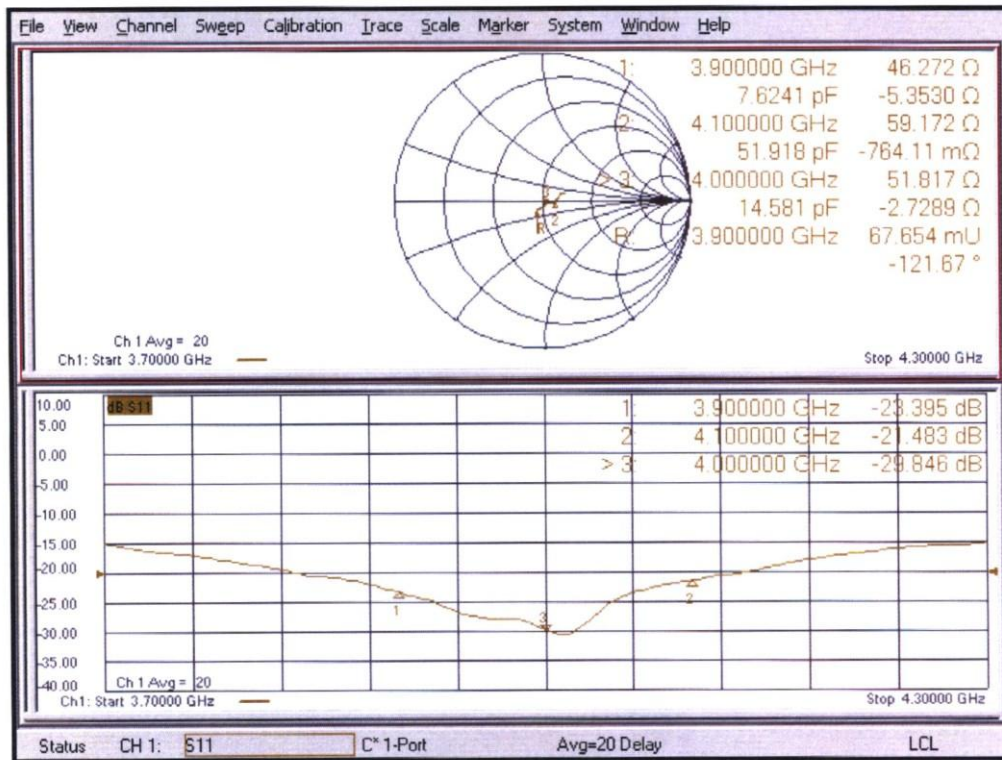 File View Channel Sweep Calibration Trace Scale Marker System Window Help
1: 3.900000 GHz 46.272 Ω
7.6241 pF -5.3530 Ω
2: 4.100000 GHz 59.172 Ω
51.918 pF -764.11 mΩ
> 3: 4.000000 GHz 51.817 Ω
14.581 pF -2.7289 Ω
R: 3.900000 GHz 67.654 mU
-121.67 °
R 2
Ch 1 Avg = 20
Ch1: Start 3.70000 GHz Stop 4.30000 GHz
10.00 dB S11
1: 3.900000 GHz -23.395 dB
5.00
2: 4.100000 GHz -21.483 dB
0.00
> 3: 4.000000 GHz -29.846 dB
-5.00
-10.00
-15.00
-20.00
-25.00
1 3 2
-30.00
-35.00
-40.00
Ch 1 Avg = 20
Ch1: Start 3.70000 GHz Stop 4.30000 GHz
Status CH 1: S11 C* 1-Port Avg=20 Delay LCL